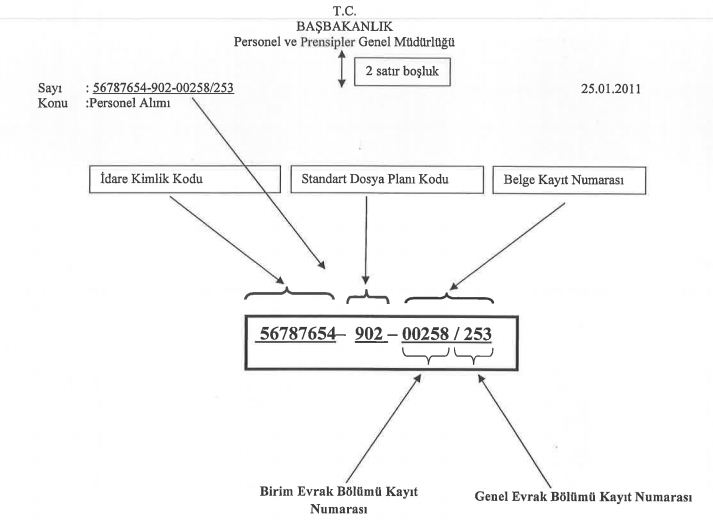 T.C.
BAŞBAKANLIK
Personel ve Prensipler Genel Müdürlüğü
2 satır boşluk
Sayı : 56787654-902-00258/253 25.01.2011
Konu :Personel Alımı
İdare Kimlik Kodu Standart Dosya Planı Kodu Belge Kayıt Numarası
56787654– 902 – 00258 / 253
Birim Evrak Bölümü Kayıt
Numarası
Genel Evrak Bölümü Kayıt Numarası